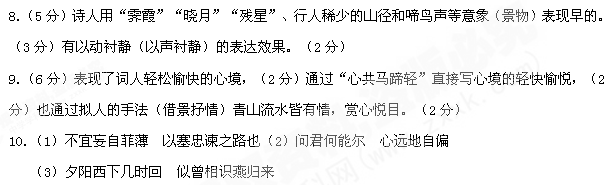 8.（5分）诗人用“霁霞”“晓月”“残星”、行人稀少的山径和啼鸟声等意象（景物）表现早的。
（3分）有以动衬静（以声衬静）的表达效果。（2分）
9.（6分）表现了词人轻松愉快的心境，（2分）通过“心共马蹄轻”直接写心境的轻快愉悦，（2
分）也通过拟人的手法（借景抒情）青山流水皆有情，赏心悦目。（2分）
10.（1）不宜妄自菲薄　以塞忠谏之路也（2）问君何能尔　心远地自偏
（3）夕阳西下几时回　似曾相识燕归来